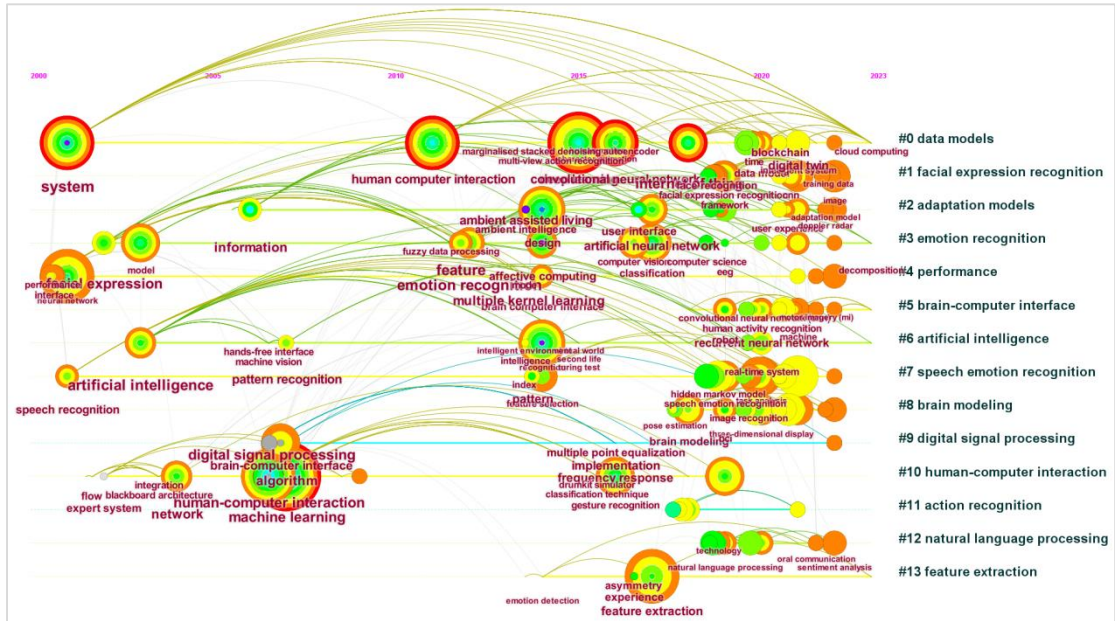 2000 2005 2010 2015 2020 2023
#0 data models
marginalised stacked denoising autoencoder
multi-view action recognition
blockchain
cloud computing
time
digital twin
data model
system
human computer interaction
convolutional neural network
face recognition
training data
#1 facial expression recognition
facial expression recognition
framework
image
#2 adaptation models
adaptation model
doppler radar
ambient assisted living
ambient intelligence
user interface
user experience
#3 emotion recognition
information
design
artificial neural network
fuzzy data processing
computer vision
computer science
model
feature
classification
eeg
#4 performance
affective computing
decomposition
performance
facial expression
emotion recognition
interface
neural network
multiple kernel learning
brain computer interface
#5 brain-computer interface
human activity recognition
robot
machine
#6 artificial intelligence
recurrent neural network
hands-free interface
machine vision
second life
intelligence
turing test
#7 speech emotion recognition
real-time system
artificial intelligence
pattern recognition
index
pattern
hidden markov model
speech recognition
feature selection
speech emotion recognition
#8 brain modeling
image recognition
pose estimation
three-dimensional display
brain modeling
#9 digital signal processing
digital signal processing
multiple point equalization
brain-computer interface
implementation
#10 human-computer interaction
algorithm
frequency response
integration
drumkit simulator
flow
blackboard architecture
classification technique
expert system
human-computer interaction
gesture recognition
#11 action recognition
network
machine learning
#12 natural language processing
technology
oral communication
natural language processing
sentiment analysis
#13 feature extraction
asymmetry
experience
emotion detection
feature extraction